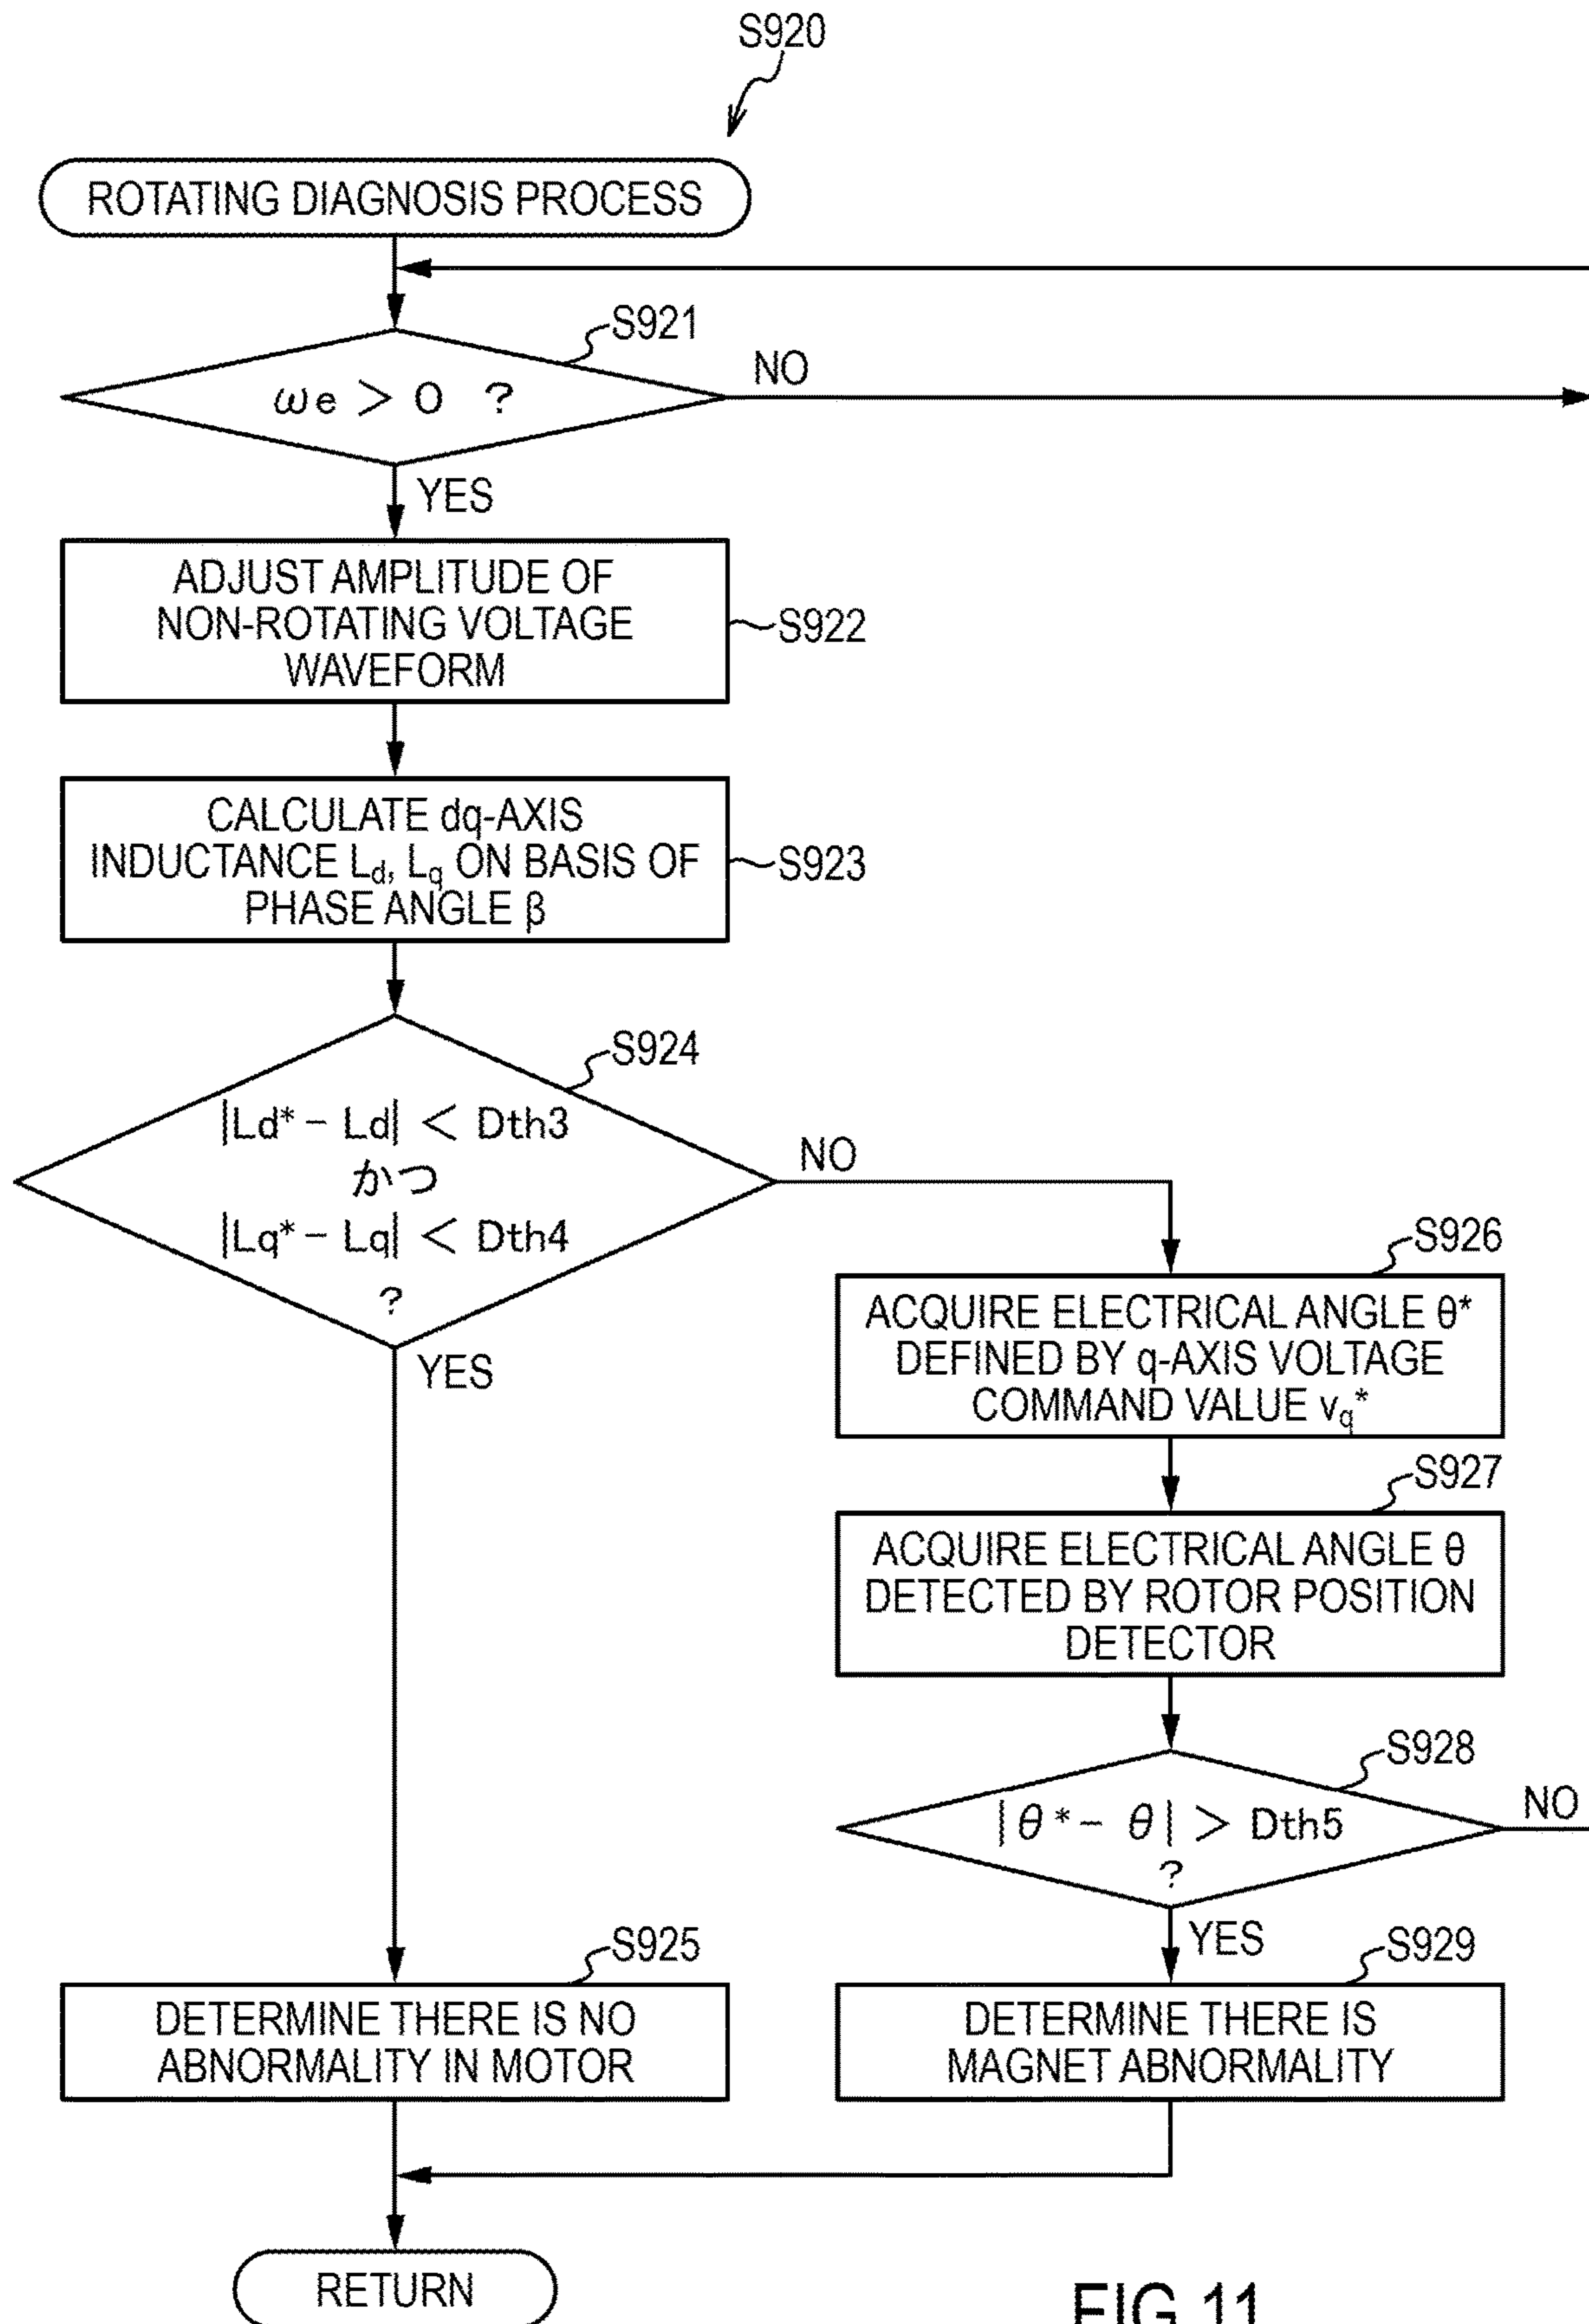 S920
ROTATING DIAGNOSIS PROCESS
S921
ωe > 0 ?
NO
YES
ADJUST AMPLITUDE OF
NON-ROTATING VOLTAGE
WAVEFORM
S922
CALCULATE dq-AXIS
INDUCTANCE Ld, Lq ON BASIS OF
PHASE ANGLE β
S923
S924
|Ld* - Ld| < Dth3
かつ
|Lq* - Lq| < Dth4
?
NO
YES
S926
ACQUIRE ELECTRICAL ANGLE θ*
DEFINED BY q-AXIS VOLTAGE
COMMAND VALUE vq*
S927
ACQUIRE ELECTRICAL ANGLE θ
DETECTED BY ROTOR POSITION
DETECTOR
S928
|θ* - θ| > Dth5
?
NO
YES
S925
DETERMINE THERE IS NO
ABNORMALITY IN MOTOR
S929
DETERMINE THERE IS
MAGNET ABNORMALITY
RETURN
FIG.11